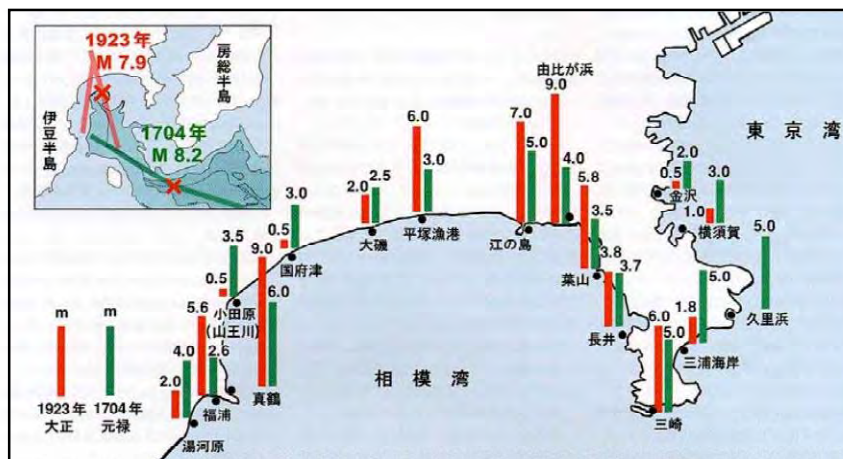 1923年
M 7.9
房総半島
伊豆半島
1704年
M 8.2
m
m
1923年
大正
1704年
元禄
2.0
4.0
湯河原
5.6
2.6
福浦
9.0
6.0
真鶴
0.5
3.5
小田原
(山王川)
0.5
3.0
国府津
2.0
2.5
大磯
6.0
3.0
平塚漁港
7.0
5.0
江の島
由比が浜
9.0
4.0
5.8
3.5
葉山
3.8
3.7
長井
6.0
5.0
三崎
1.8
5.0
三浦海岸
5.0
久里浜
1.0
3.0
横須賀
0.5
2.0
金沢
東京湾
相模湾